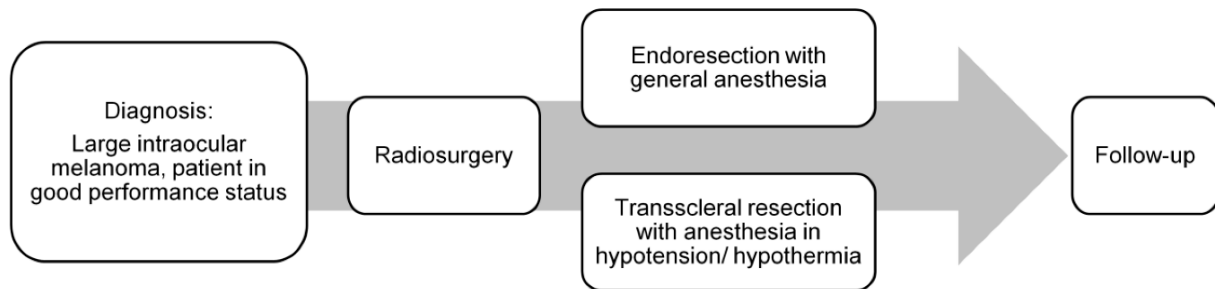 Diagnosis:
Large intraocular
melanoma, patient in
good performance status
Radiosurgery
Endoresection with
general anesthesia
Transscleral resection
with anesthesia in
hypotension/ hypothermia
Follow-up